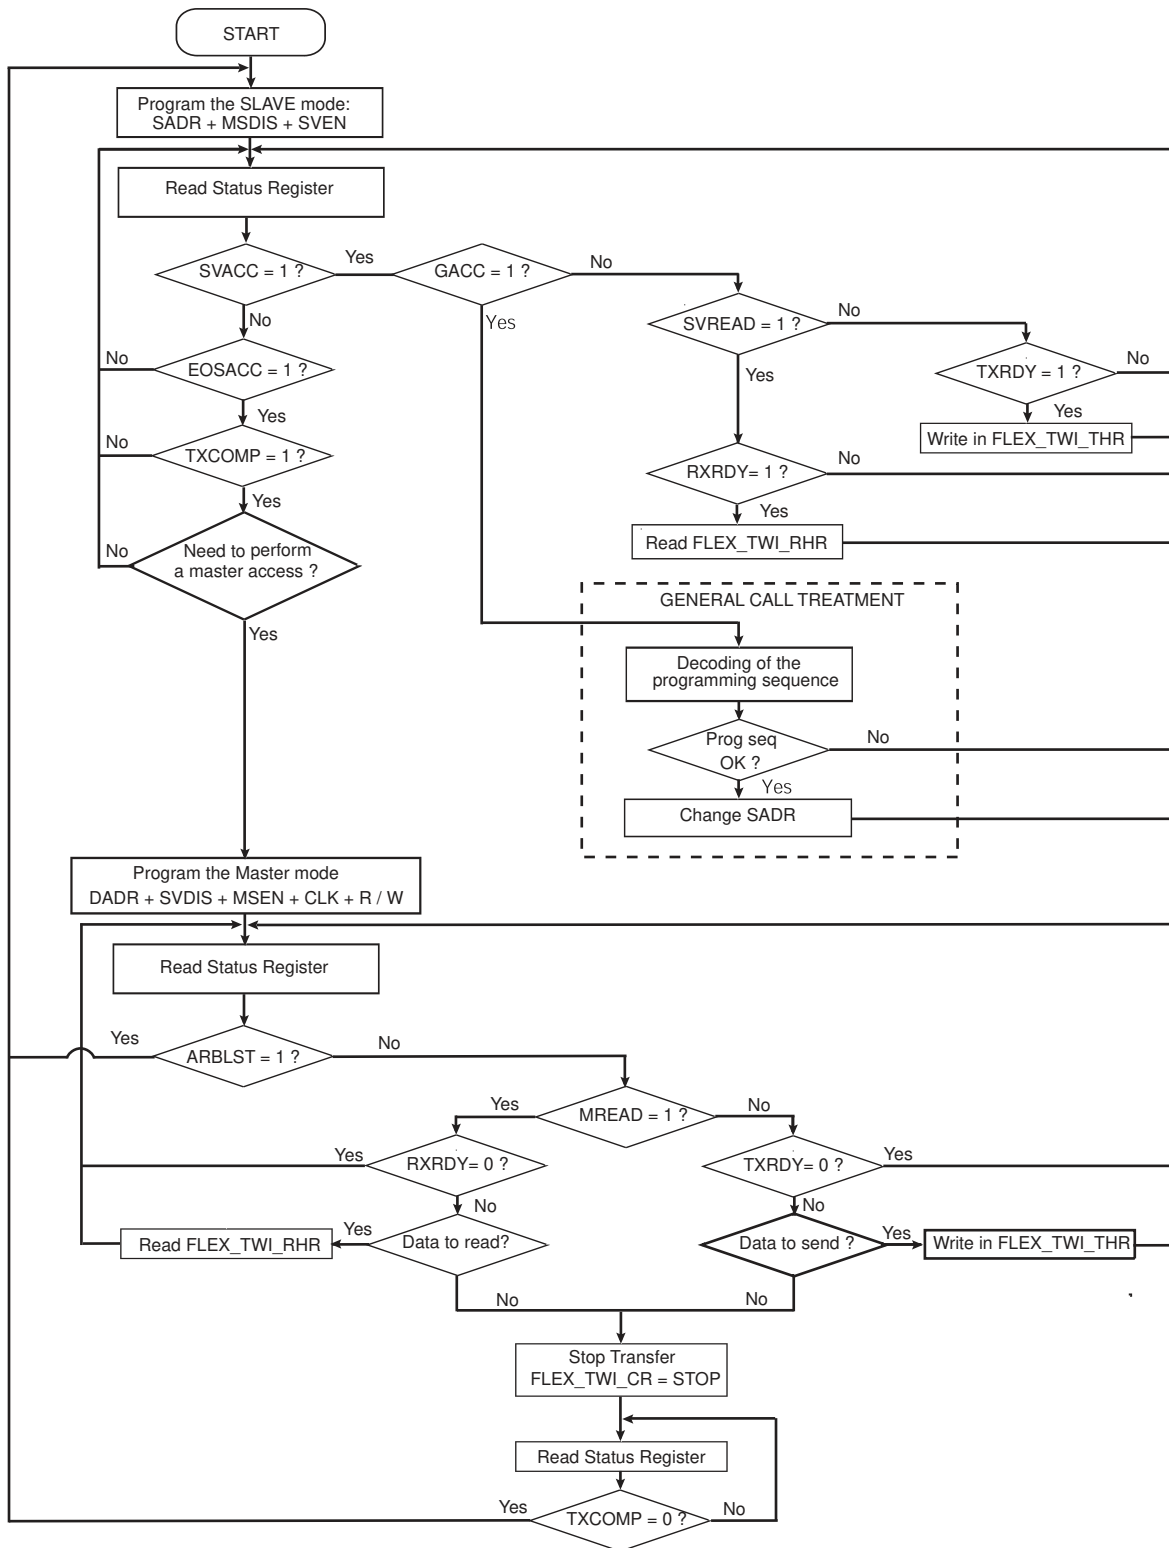 START
Program the SLAVE mode:
SADR + MSDIS + SVEN
Read Status Register
SVACC = 1 ?
Yes
GACC = 1 ?
No
No
Yes
SVREAD = 1 ?
No
No
EOSACC = 1 ?
Yes
TXRDY = 1 ?
No
Yes
Yes
Write in FLEX_TWI_THR
No
TXCOMP = 1 ?
RXRDY= 1 ?
No
Yes
Yes
Read FLEX_TWI_RHR
No
Need to perform
a master access ?
Yes
GENERAL CALL TREATMENT
Decoding of the
programming sequence
Prog seq
OK ?
No
Yes
Change SADR
Program the Master mode
DADR + SVDIS + MSEN + CLK + R / W
Read Status Register
Yes
ARBLST = 1 ?
No
Yes
MREAD = 1 ?
No
Yes
RXRDY= 0 ?
TXRDY= 0 ?
Yes
No
No
Read FLEX_TWI_RHR
Yes
Data to read?
Data to send ?
Yes
Write in FLEX_TWI_THR
No
No
Stop Transfer
FLEX_TWI_CR = STOP
Read Status Register
Yes
TXCOMP = 0 ?
No